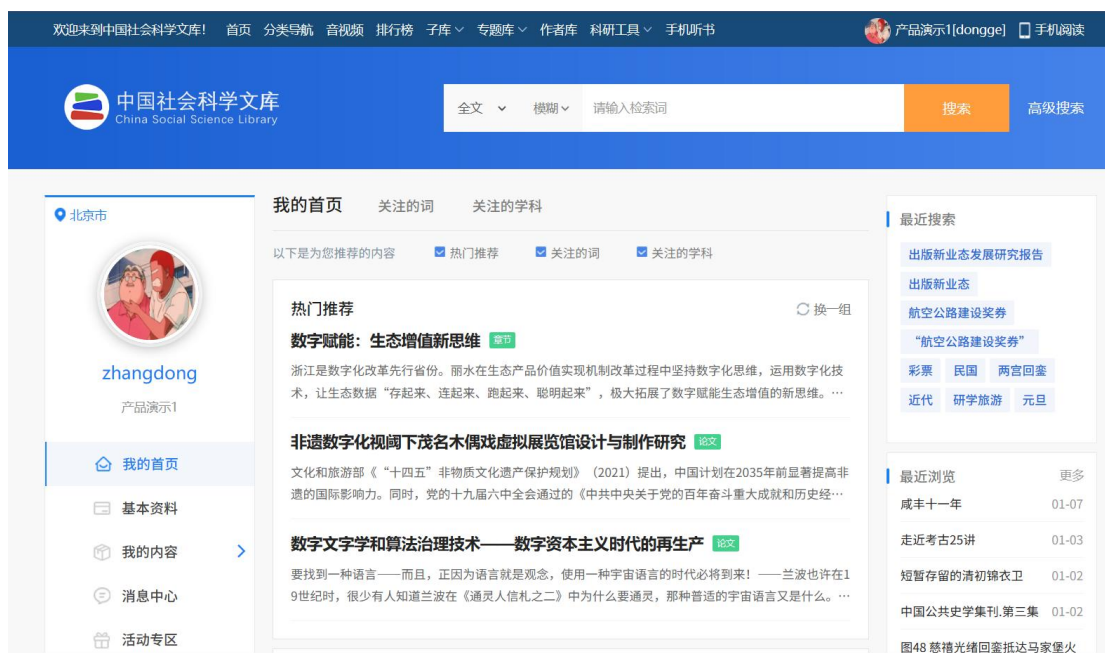 欢迎来到中国社会科学文库! 首页 分类导航 音视频 排行榜 子库 专题库 作者库 科研工具 手机听书 产品演示1[dongge] 手机阅读
中国社会科学文库
China Social Science Library
全文 模糊 请输入检索词 搜索 高级搜索
北京市
zhangdong
产品演示1
我的首页
基本资料
我的内容
消息中心
活动专区
我的首页 关注的词 关注的学科
以下是为您推荐的内容 热门推荐 关注的词 关注的学科
热门推荐 换一组
数字赋能:生态增值新思维 章节
浙江是数字化改革先行省份。丽水在生态产品价值实现机制改革过程中坚持数字化思维,运用数字化技
术,让生态数据“存起来、连起来、跑起来、聪明起来”,极大拓展了数字赋能生态增值的新思维。…
非遗数字化视阈下茂名木偶戏虚拟展览馆设计与制作研究 论文
文化和旅游部《“十四五”非物质文化遗产保护规划》(2021)提出,中国计划在2035年前显著提高非
遗的国际影响力。同时,党的十九届六中全会通过的《中共中央关于党的百年奋斗重大成就和历史经…
数字文字学和算法治理技术——数字资本主义时代的再生产 论文
要找到一种语言——而且,正因为语言就是观念,使用一种宇宙语言的时代必将到来!——兰波也许在1
9世纪时,很少有人知道兰波在《通灵人信札之二》中为什么要通灵,那种普适的宇宙语言又是什么。…
最近搜索
出版新业态发展研究报告
出版新业态
航空公路建设奖券
“航空公路建设奖券”
彩票 民国 两宫回銮
近代 研学旅游 元旦
最近浏览 更多
咸丰十一年 01-07
走近考古25讲 01-03
短暂存留的清初锦衣卫 01-02
中国公共史学集刊.第三集 01-02
图48 慈禧光绪回銮抵达马家堡火